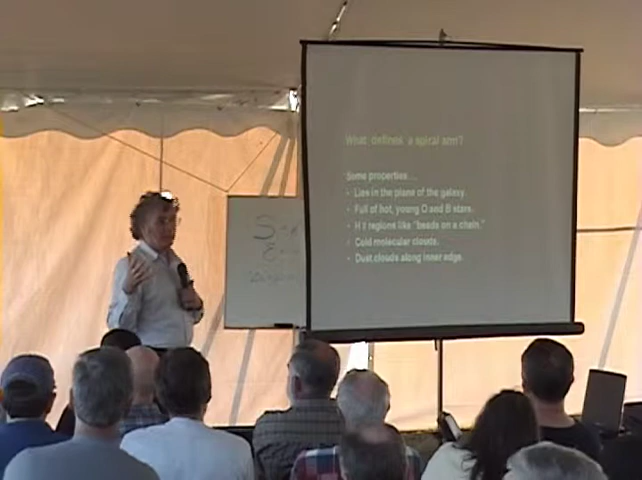 What defines a spiral arm?
Some properties...
• Lies in the plane of the galaxy.
• Full of hot, young O and B stars.
• H II regions like "beads on a chain."
• Cold molecular clouds.
• Dust clouds along inner edge.